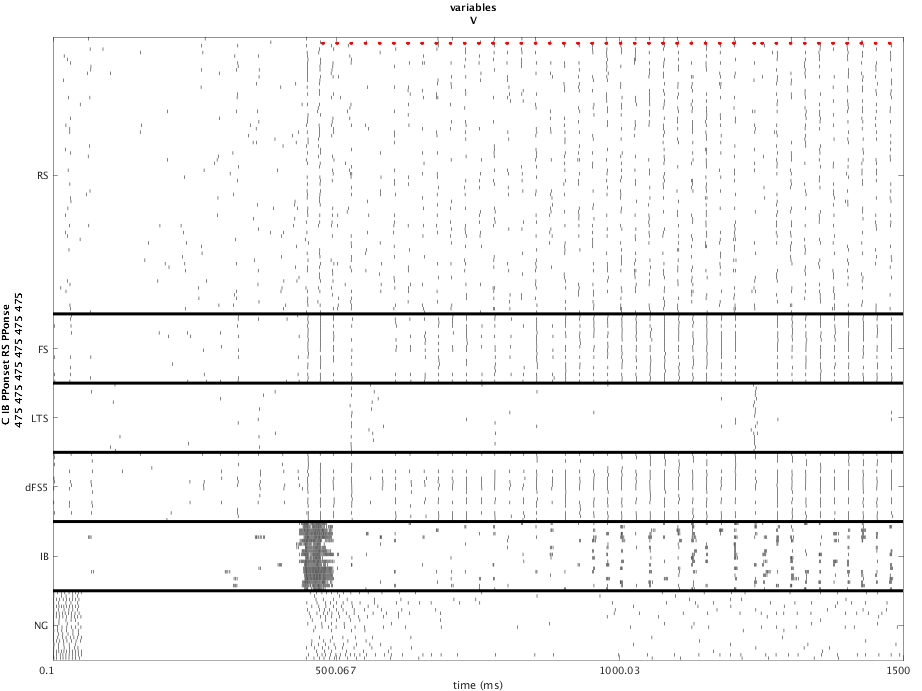 variables
V
RS
FS
LTS
dFS5
IB
NG
C IB PPonset RS PPonse
475 475 475 475 475 475
0.1
500.067
1000.03
1500
time (ms)